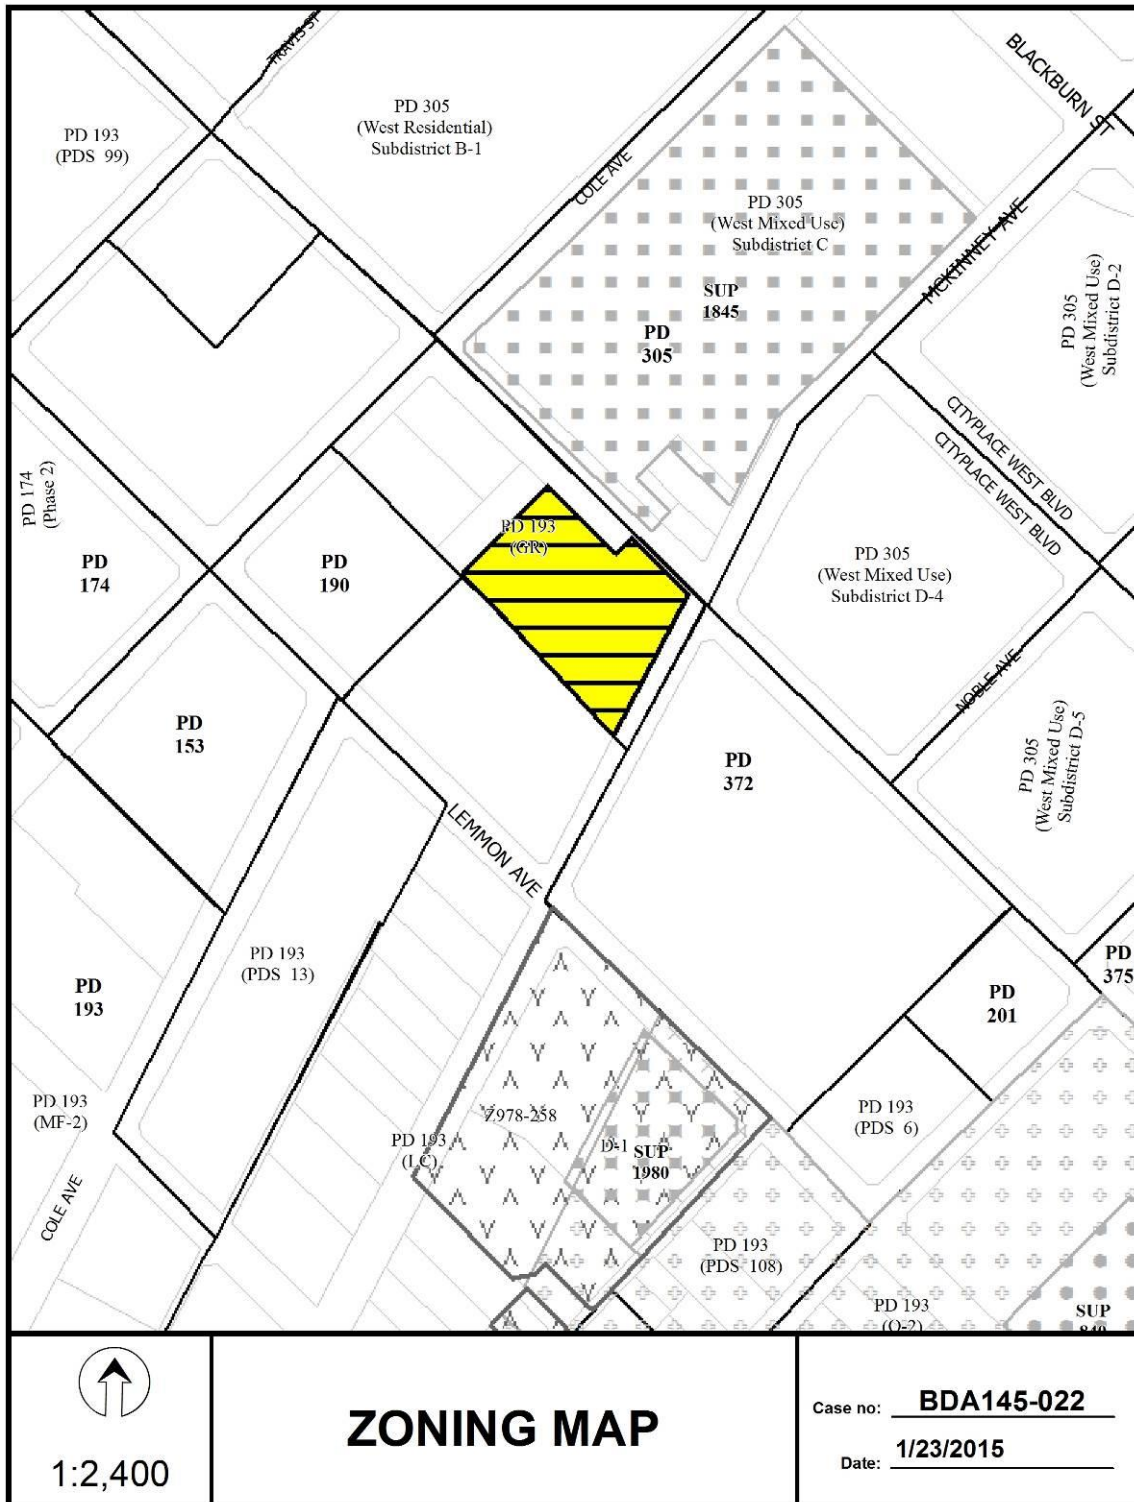 TRAVIS ST
BLACKBURN ST
PD 305
(West Residential)
Subdistrict B-1
PD 193
(PDS 99)
COLE AVE
PD 305
(West Mixed Use)
Subdistrict C
MCKINNEY AVE
PD 305
(West Mixed Use)
Subdistrict D-2
SUP
1845
PD
305
CITYPLACE WEST BLVD
CITYPLACE WEST BLVD
PD 174
(Phase 2)
PD 193
(GR)
PD
174
PD
190
PD 305
(West Mixed Use)
Subdistrict D-4
NOBLE AVE
PD
153
PD
372
PD 305
(West Mixed Use)
Subdistrict D-5
LEMMON AVE
PD 193
(PDS 13)
PD
193
PD
375
PD
201
PD 193
(MF-2)
Z978-258
PD 193
(LC)
D-1
SUP
1980
PD 193
(PDS 6)
COLE AVE
PD 193
(PDS 108)
PD 193
(O-2)
SUP
1:2,400
ZONING MAP
Case no: BDA145-022
Date: 1/23/2015